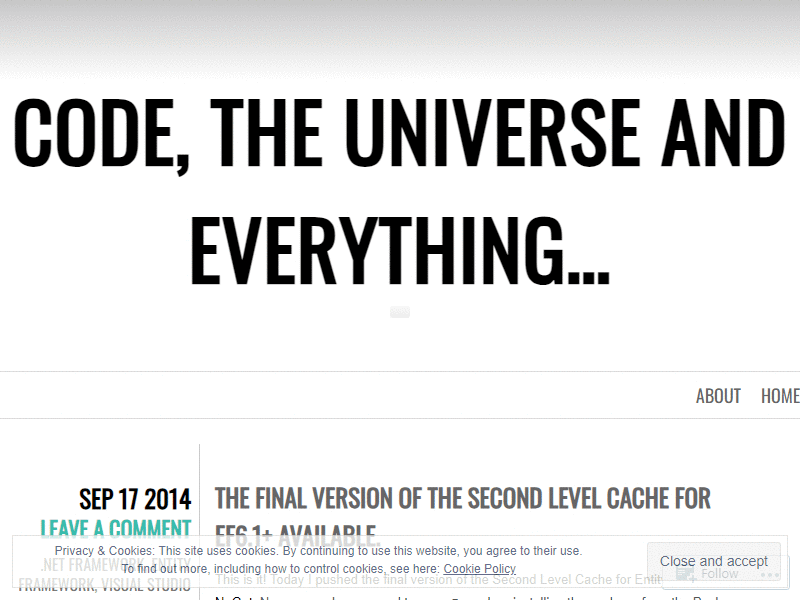 CODE, THE UNIVERSE AND
EVERYTHING...
ABOUT HOME
SEP 17 2014
LEAVE A COMMENT
.NET FRAMEWORK, ENTITY
FRAMEWORK, VISUAL STUDIO
THE FINAL VERSION OF THE SECOND LEVEL CACHE FOR
EF6.1+ AVAILABLE.
This is it! Today I pushed the final version of the Second Level Cache for Entit
Privacy & Cookies: This site uses cookies. By continuing to use this website, you agree to their use.
To find out more, including how to control cookies, see here: Cookie Policy
Close and accept
Follow